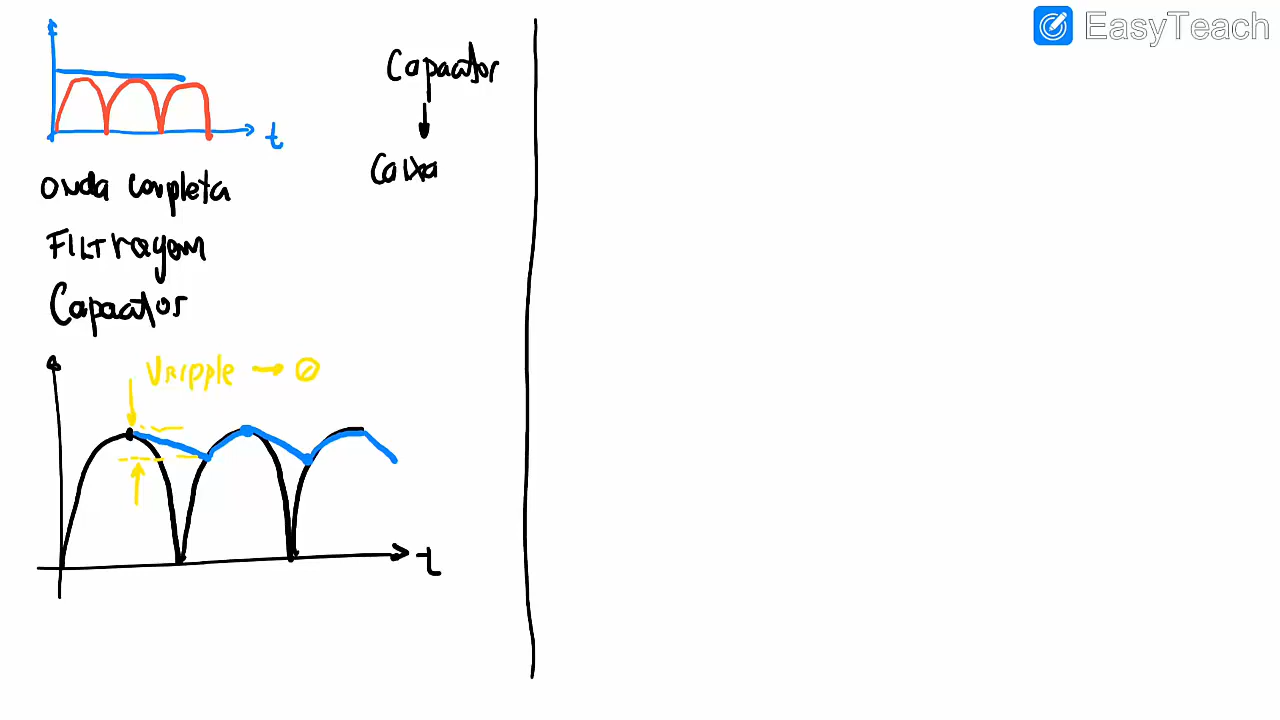 EasyTeach
t
Onda Completa
FILTragem
Capacitor
Capacitor
Caixa
VRipple → 0
t